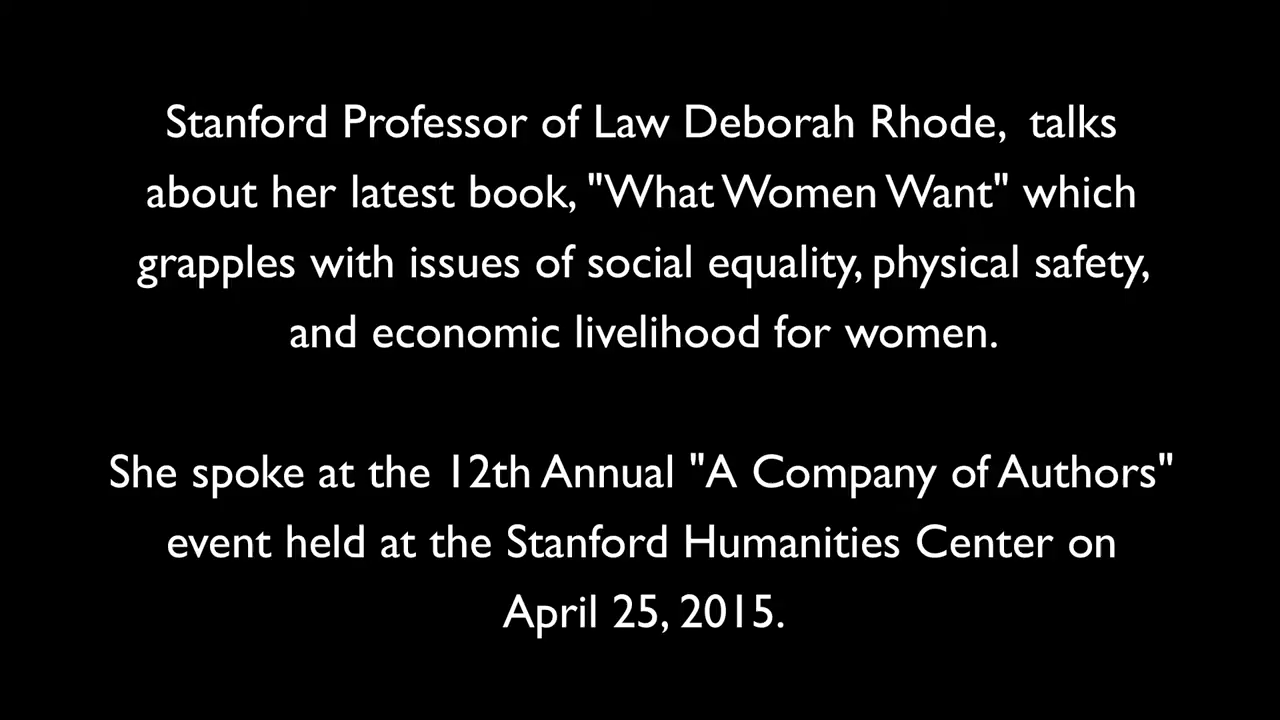 Stanford Professor of Law Deborah Rhode,  talks
about her latest book, "What Women Want" which
grapples with issues of social equality, physical safety,
and economic livelihood for women.
She spoke at the 12th Annual "A Company of Authors"
event held at the Stanford Humanities Center on
April 25, 2015.